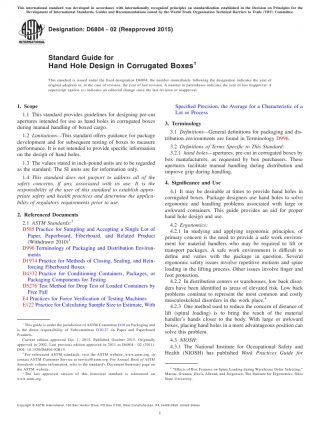 This international standard was developed in accordance with internationally recognized principles on standardization established in the Decision on Principles for the
Development of International Standards, Guides and Recommendations issued by the World Trade Organization Technical Barriers to Trade (TBT) Committee.
Designation: D6804 - 02 (Reapproved 2015)
Standard Guide for
Hand Hole Design in Corrugated Boxes1
This standard is issued under the fixed designation D6804; the number immediately following the designation indicates the year of
original adoption or, in the case of revision, the year of last revision. A number in parentheses indicates the year of last reapproval. A
superscript epsilon (ε) indicates an editorial change since the last revision or reapproval.
1. Scope
1.1 This standard provides guidelines for designing pre-cut
apertures intended for use as hand holes in corrugated boxes
during manual handling of boxed cargo.
1.2 Limitations—This standard offers guidance for package
development and for subsequent testing of boxes to measure
performance. It is not intended to provide specific information
on the design of hand holes.
1.3 The values stated in inch-pound units are to be regarded
as the standard. The SI units are for information only.
1.4 This standard does not purport to address all of the
safety concerns, if any, associated with its use. It is the
responsibility of the user of this standard to establish appro-
priate safety and health practices and determine the applica-
bility of regulatory requirements prior to use.
2. Referenced Documents
2.1 ASTM Standards:2
D585 Practice for Sampling and Accepting a Single Lot of
Paper, Paperboard, Fiberboard, and Related Product
(Withdrawn 2010)3
D996 Terminology of Packaging and Distribution Environ-
ments
D1974 Practice for Methods of Closing, Sealing, and Rein-
forcing Fiberboard Boxes
D4332 Practice for Conditioning Containers, Packages, or
Packaging Components for Testing
D5276 Test Method for Drop Test of Loaded Containers by
Free Fall
E4 Practices for Force Verification of Testing Machines
E122 Practice for Calculating Sample Size to Estimate, With
1 This guide is under the jurisdiction of ASTM Committee D10 on Packaging and
is the direct responsibility of Subcommittee D10.27 on Paper and Paperboard
Products.
Current edition approved Oct. 1, 2015. Published October 2015. Originally
approved in 2002. Last previous edition approved in 2011 as D6804 – 02 (2011)
DOI: 10.1520/D6804-02R15.
2 For referenced ASTM standards, visit the ASTM website, www.astm.org, or
contact ASTM Customer Service at service@astm.org. For Annual Book of ASTM
Standards volume information, refer to the standard's Document Summary page on
the ASTM website.
3 The last approved version of this historical standard is referenced on
www.astm.org.
Specified Precision, the Average for a Characteristic of a
Lot or Process
3. Terminology
3.1 Definitions—General definitions for packaging and dis-
tribution environments are found in Terminology D996.
3.2 Definitions of Terms Specific to This Standard:
3.2.1 hand holes—apertures, pre-cut in corrugated boxes by
box manufacturers, as requested by box purchasers. These
apertures facilitate manual handling during distribution and
improve grip during handling.
4. Significance and Use
4.1 It may be desirable at times to provide hand holes in
corrugated boxes. Package designers use hand holes to solve
ergonomic and handling problems associated with large or
awkward containers. This guide provides an aid for proper
hand hole design and use.
4.2 Ergonomics:
4.2.1 In studying and applying ergonomic principles, of
primary concern is the need to provide a safe work environ-
ment for material handlers who may be required to lift or
transport packages. A safe work environment is difficult to
define and varies with the package in question. Several
ergonomic safety issues involve repetitive motions and spine
loading in the lifting process. Other issues involve finger and
foot protection.
4.2.2 In distribution centers or warehouses, low back disor-
ders have been identified as areas of elevated risk. Low back
problems continue to represent the most common and costly
musculoskeletal disorders in the work place.4
4.2.3 One method used to reduce the concern of distance of
lift (spinal loading) is to bring the reach of the material
handler's hands closer to the body. With large or awkward
boxes, placing hand holes in a more advantageous position can
solve this problem.
4.3 NIOSH:
4.3.1 The National Institute of Occupational Safety and
Health (NIOSH) has published Work Practices Guide for
4 "Effects of Box Features on Spine Loading during Warehouse Order Selecting,"
Marras, Granata, Davis, Allread and Jorgensen, The Institute for Ergonomics, Ohio
State University.
Copyright © ASTM International, 100 Barr Harbor Drive, PO Box C700, West Conshohocken, PA 19428-2959. United States
1